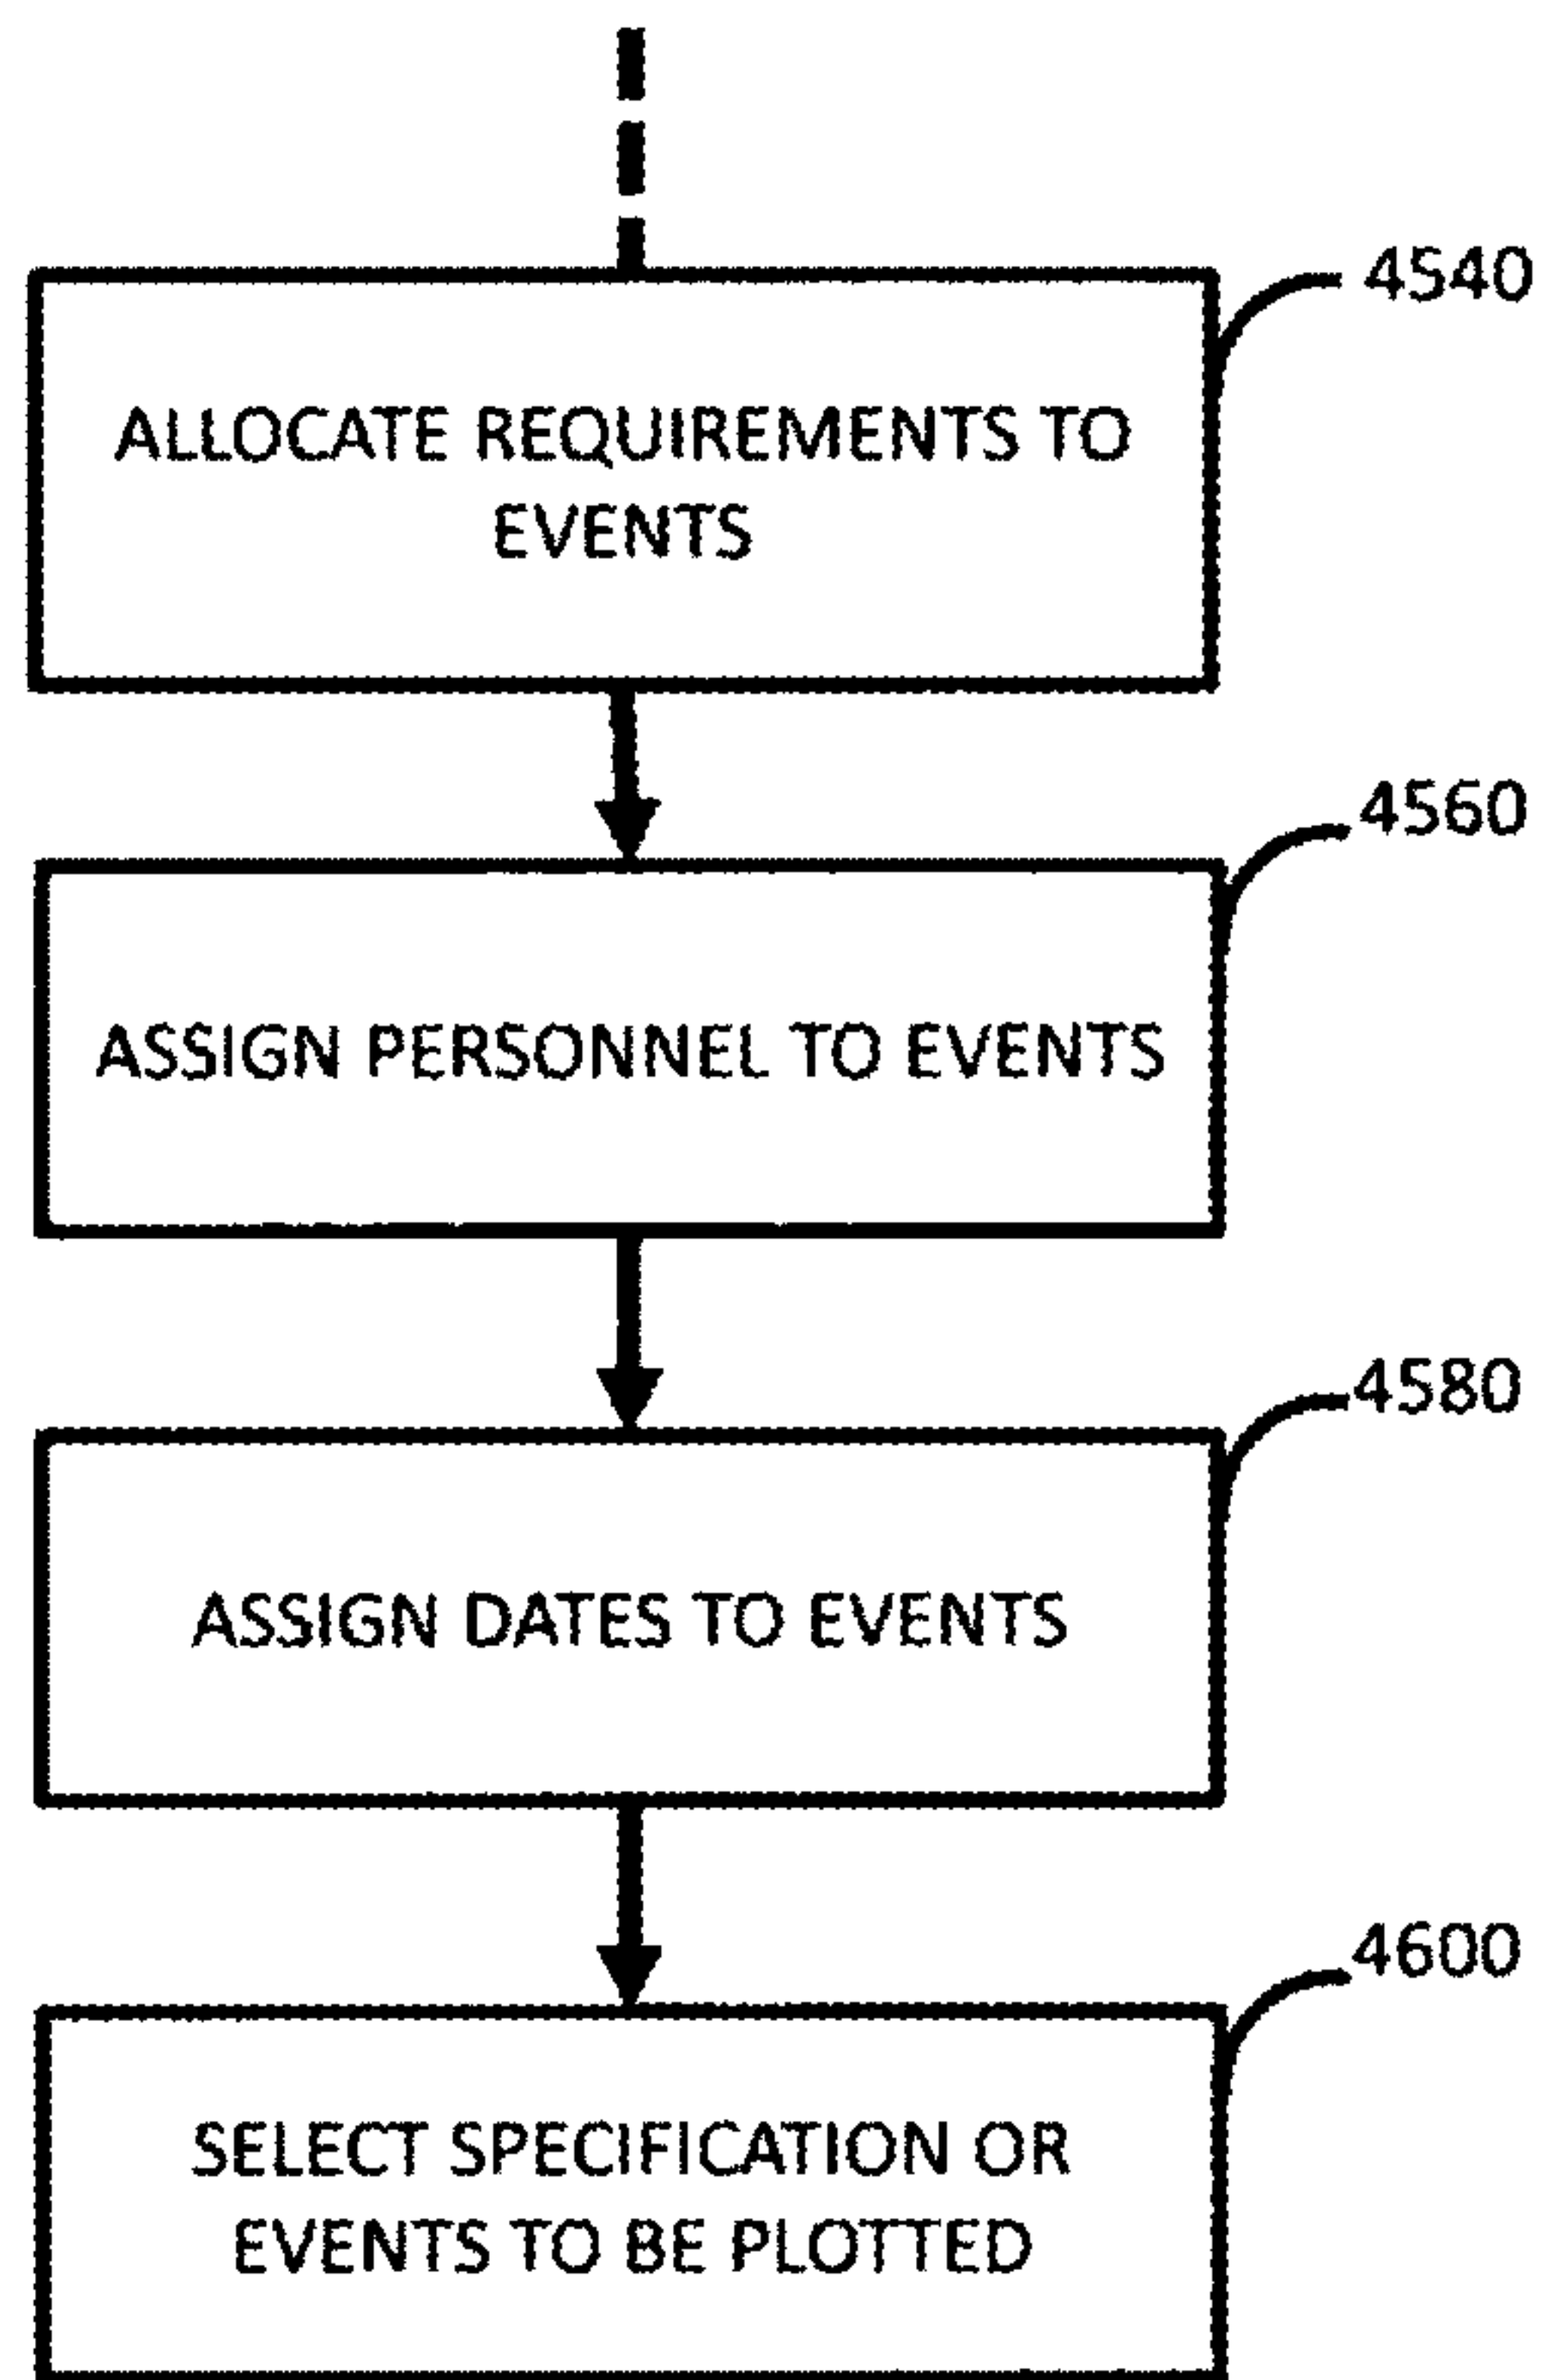 4540
ALLOCATE REQUIREMENTS TO
EVENTS
4560
ASSIGN PERSONNEL TO EVENTS
4580
ASSIGN DATES TO EVENTS
4600
SELECT SPECIFICATION OR
EVENTS TO BE PLOTTED